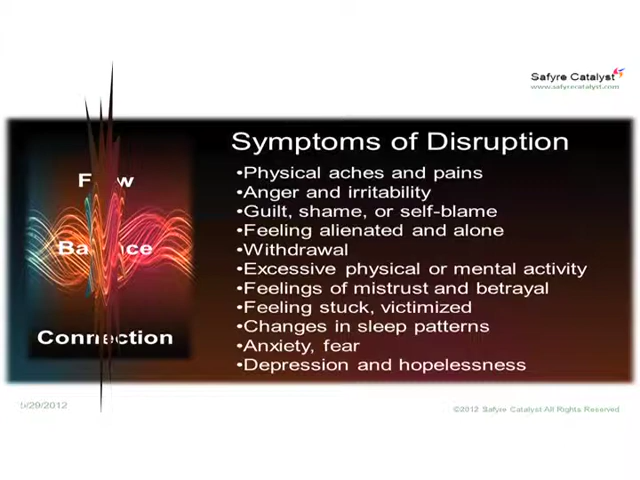 Safyre Catalyst
www.safyrecatalyst.com
Symptoms of Disruption
•Physical aches and pains
•Anger and irritability
•Guilt, shame, or self-blame
•Feeling alienated and alone
•Withdrawal
•Excessive physical or mental activity
•Feelings of mistrust and betrayal
•Feeling stuck, victimized
•Changes in sleep patterns
•Anxiety, fear
•Depression and hopelessness
Connection
©2012 Safyre Catalyst All Rights Reserved